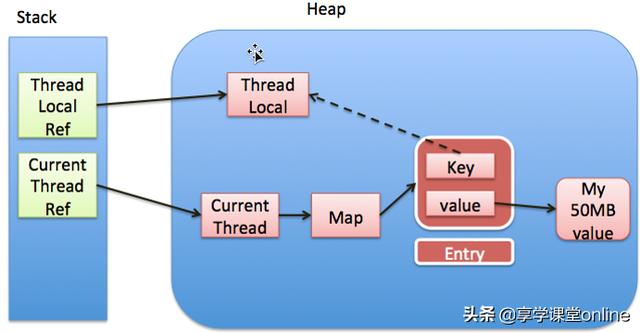 Stack
Heap
Thread
Local
Ref
Thread
Local
Current
Thread
Ref
Key
value
My
50MB
value
Current
Thread
Map
Entry
头条 @享学课堂online